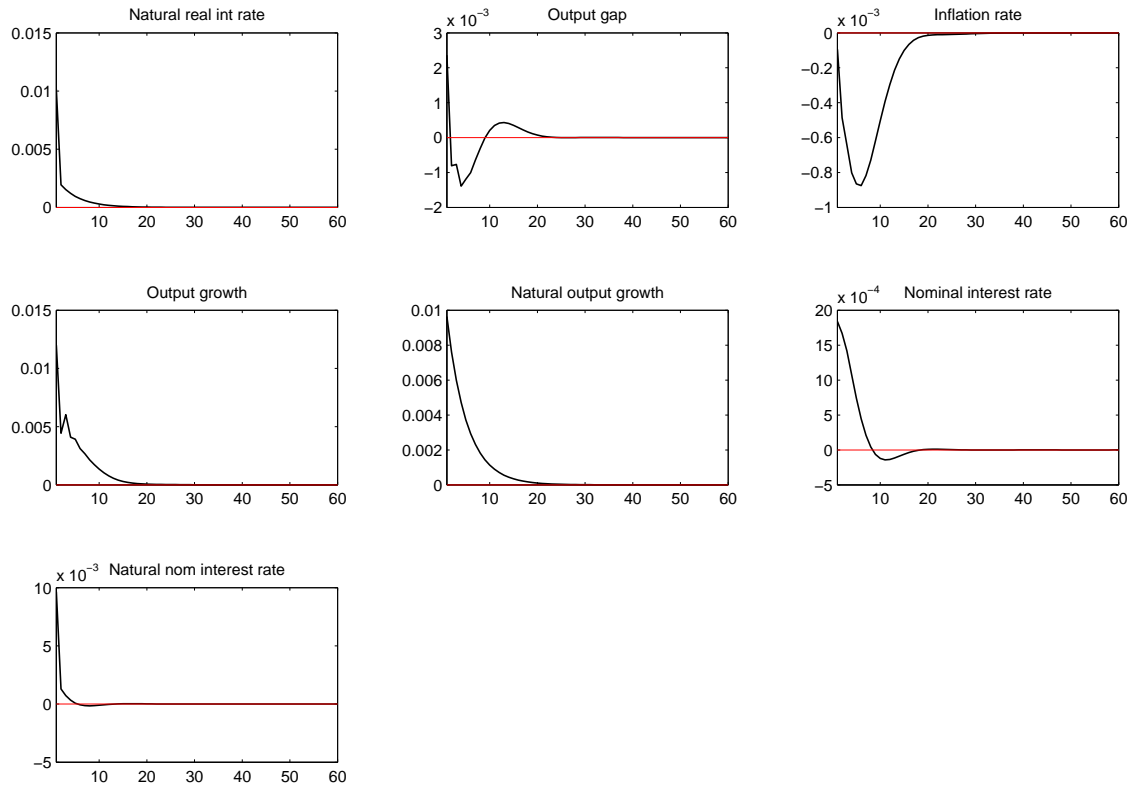 Natural real int rate
0.015
0.01
0.005
0
10 20 30 40 50 60
Output gap
x 10⁻³
3
2
1
0
−1
−2
10 20 30 40 50 60
Inflation rate
x 10⁻³
0
−0.2
−0.4
−0.6
−0.8
−1
10 20 30 40 50 60
Output growth
0.015
0.01
0.005
0
10 20 30 40 50 60
Natural output growth
0.01
0.008
0.006
0.004
0.002
0
10 20 30 40 50 60
Nominal interest rate
x 10⁻⁴
20
15
10
5
0
−5
10 20 30 40 50 60
Natural nom interest rate
x 10⁻³
10
5
0
−5
10 20 30 40 50 60